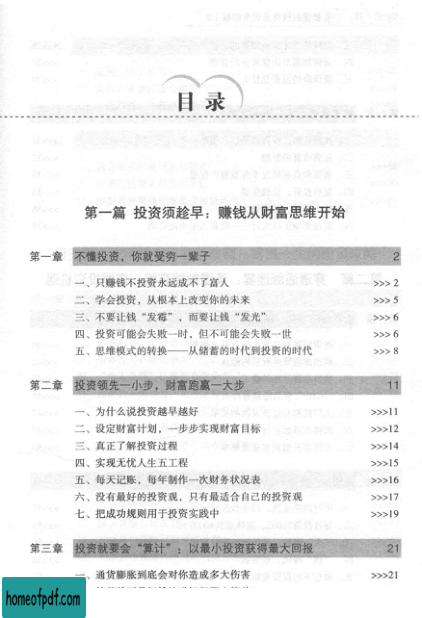 目录
第一篇 投资须趁早：赚钱从财富思维开始
第一章 不懂投资，你就受穷一辈子 2
一、只赚钱不投资永远成不了富人 >>> 2
二、学会投资，从根本上改变你的未来 >>> 5
三、不要让钱“发霉”，而要让钱“发光” >>> 6
四、投资可能会失败一时，但不可能会失败一世 >>> 6
五、思维模式的转换——从储蓄的时代到投资的时代 >>> 8
第二章 投资领先一小步，财富跑赢一大步 11
一、为什么说投资越早越好 >>>11
二、设定财富计划，一步步实现财富目标 >>>12
三、真正了解投资过程 >>>14
四、实现无忧人生五工程 >>>15
五、每天记账，每年制作一次财务状况表 >>>16
六、没有最好的投资观，只有最适合自己的投资观 >>>17
七、把成功规则用于投资实践中 >>>19
第三章 投资就要会“算计”：以最小投资获得最大回报 21
一、通货膨胀到底会对你造成多大伤害 >>>21
homeofpdf.com